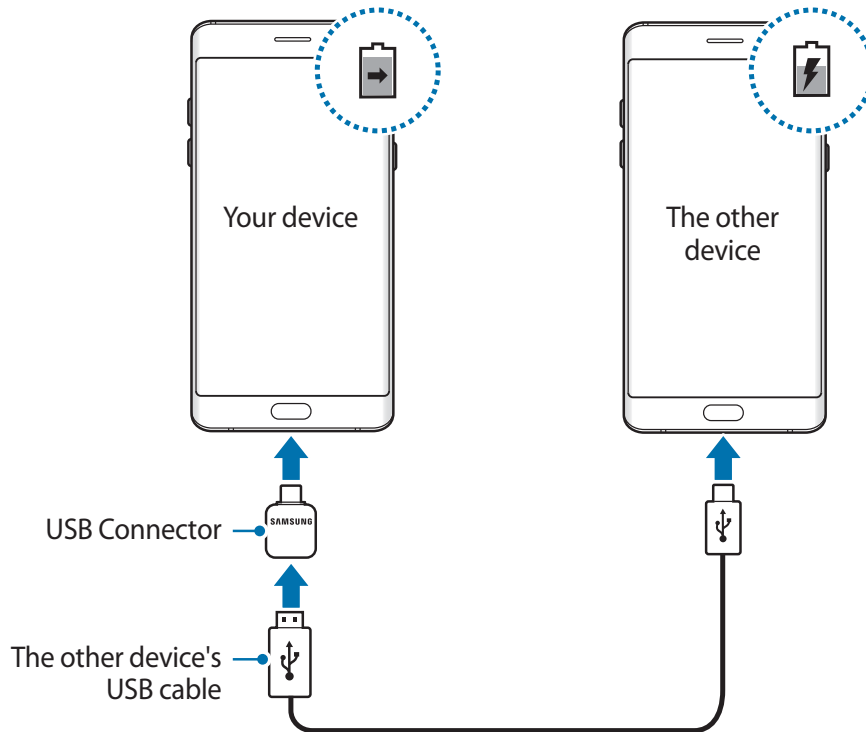 Your device
The other
device
USB Connector
SAMSUNG
The other device's
USB cable